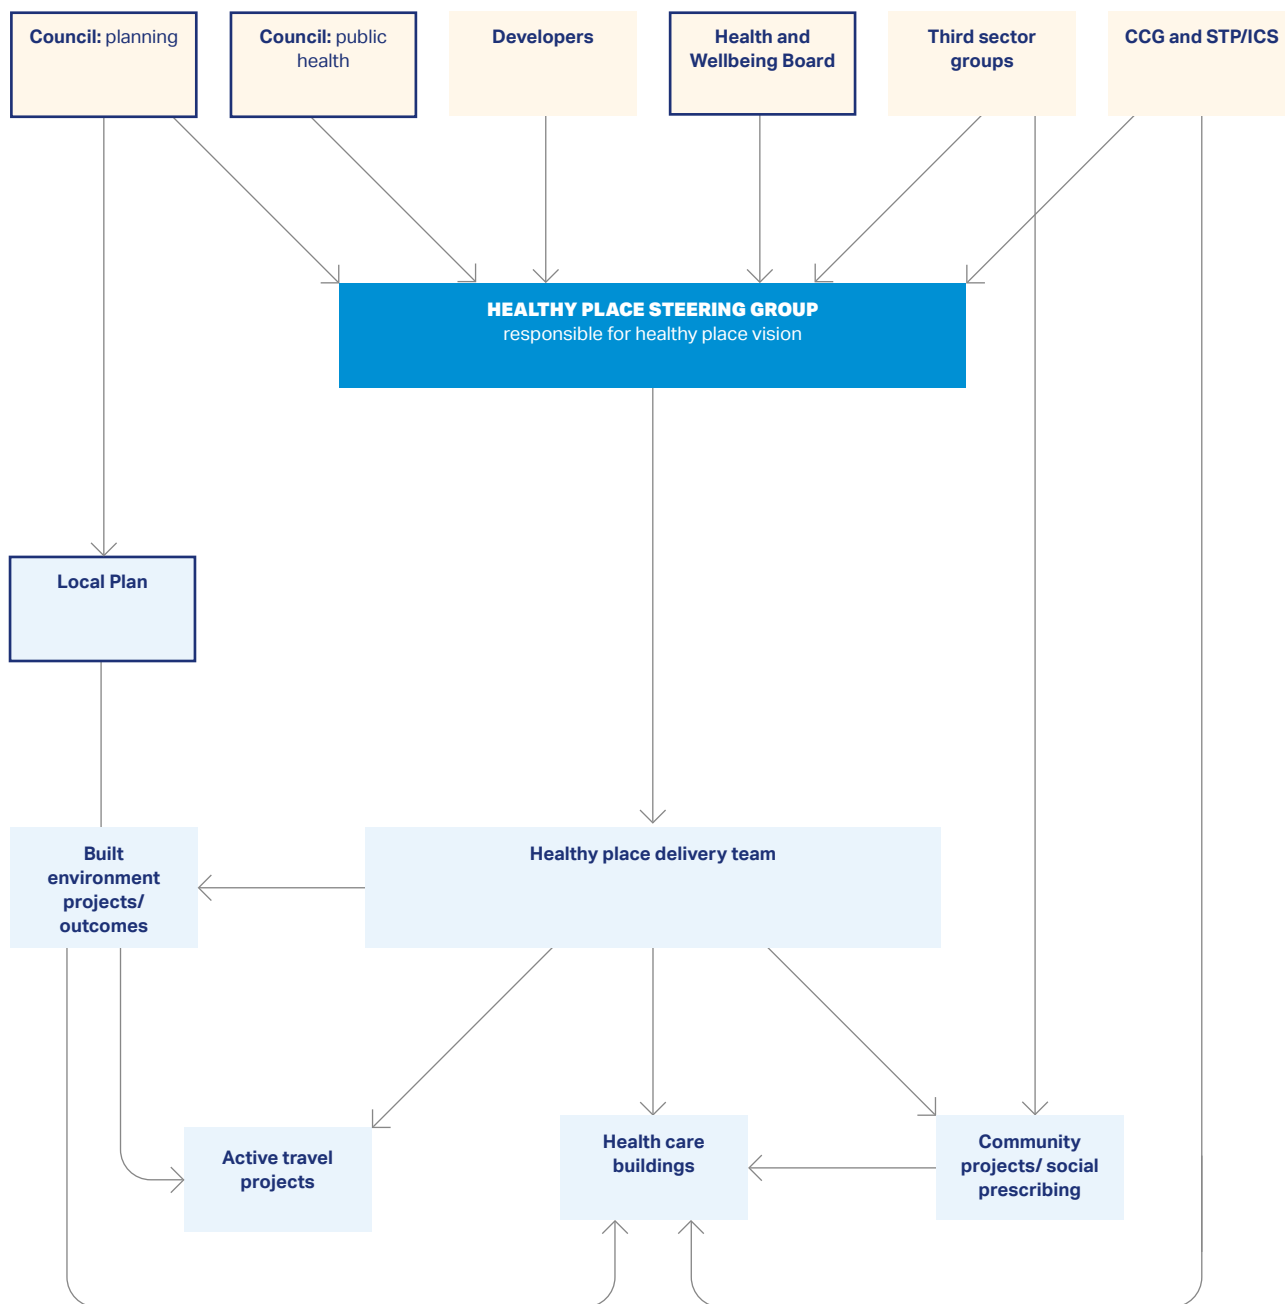 Council: planning
Council: public
health
Developers
Health and
Wellbeing Board
Third sector
groups
CCG and STP/ICS
HEALTHY PLACE STEERING GROUP
responsible for healthy place vision
Local Plan
Built
environment
projects/
outcomes
Healthy place delivery team
Active travel
projects
Health care
buildings
Community
projects/ social
prescribing